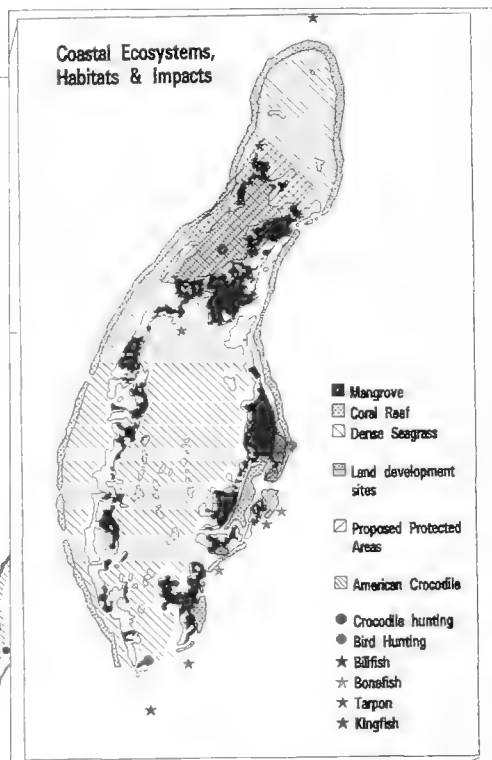 Coastal Ecosystems,
Habitats & Impacts
Mangrove
Coral Reef
Dense Seagrass
Land development
sites
Proposed Protected
Areas
American Crocodile
Crocodile hunting
Bird Hunting
Billfish
Bonefish
Tarpon
Kingfish